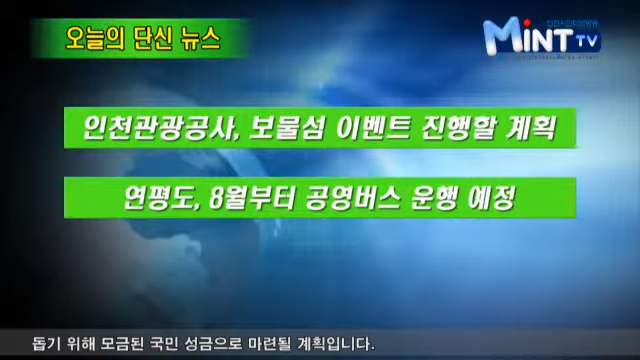 오늘의 단신 뉴스
MiNT TV
인천관광공사, 보물섬 이벤트 진행할 계획
연평도, 8월부터 공영버스 운행 예정
돕기 위해 모금된 국민 성금으로 마련될 계획입니다.